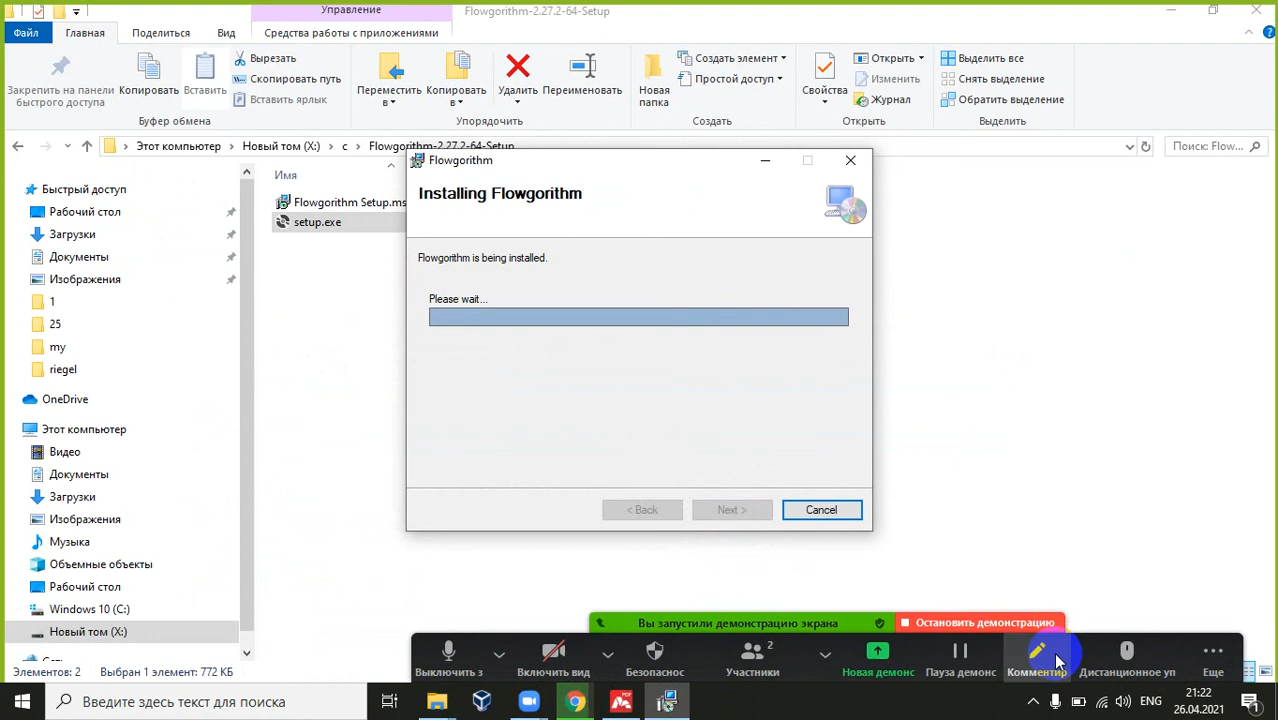 Управление
Flowgorithm-2.27.2-64-Setup
Файл
Главная
Поделиться
Вид
Средства работы с приложениями
Закрепить на панели
быстрого доступа
Копировать
Вставить
Вырезать
Скопировать путь
Вставить ярлык
Буфер обмена
Переместить
в
Копировать
в
Удалить
Переименовать
Упорядочить
Новая
папка
Создать элемент
Простой доступ
Создать
Свойства
Открыть
Изменить
Журнал
Открыть
Выделить все
Снять выделение
Обратить выделение
Выделить
Этот компьютер
Новый том (X:)
c
Flowgorithm-2.27.2-64-Setup
Поиск: Flow...
Быстрый доступ
Рабочий стол
Загрузки
Документы
Изображения
1
25
my
riegel
OneDrive
Этот компьютер
Видео
Документы
Загрузки
Изображения
Музыка
Объемные объекты
Рабочий стол
Windows 10 (C:)
Новый том (X:)
Сеть
Имя
Flowgorithm Setup.ms
setup.exe
Flowgorithm
Installing Flowgorithm
Flowgorithm is being installed.
Please wait...
< Back
Next >
Cancel
Элементов: 2
Выбран 1 элемент: 772 КБ
Вы запустили демонстрацию экрана
Остановить демонстрацию
Выключить з
Включить вид
Безопаснос
2
Участники
Новая демонс
Пауза демонс
Комментир
Дистанционное уп
Еще
Введите здесь текст для поиска
PDF
ENG
21:22
26.04.2021
1